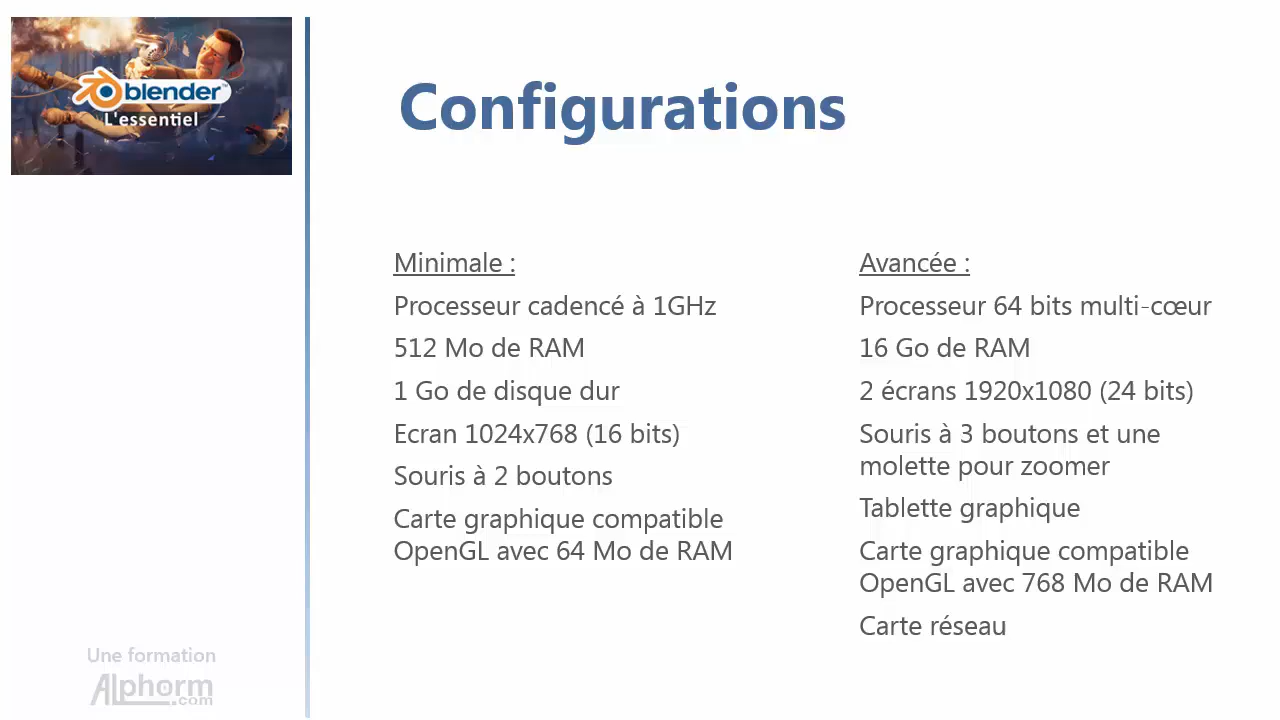 blender™
L'essentiel
Configurations
Minimale :
Processeur cadencé à 1GHz
512 Mo de RAM
1 Go de disque dur
Ecran 1024x768 (16 bits)
Souris à 2 boutons
Carte graphique compatible
OpenGL avec 64 Mo de RAM
Avancée :
Processeur 64 bits multi-cœur
16 Go de RAM
2 écrans 1920x1080 (24 bits)
Souris à 3 boutons et une
molette pour zoomer
Tablette graphique
Carte graphique compatible
OpenGL avec 768 Mo de RAM
Carte réseau
Une formation
Alphorm
.com